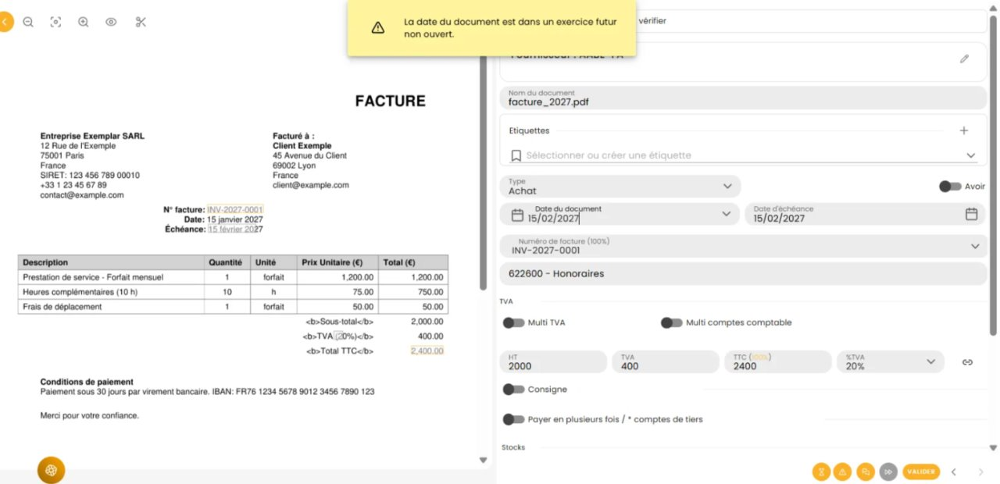 La date du document est dans un exercice futur
non ouvert.
vérifier
FACTURE
Entreprise Exemplar SARL
12 Rue de l'Exemple
75001 Paris
France
SIRET: 123 456 789 00010
+33 1 23 45 67 89
contact@example.com
Facturé à :
Client Exemple
45 Avenue du Client
69002 Lyon
France
client@example.com
N° facture: INV-2027-0001
Date: 15 janvier 2027
Échéance: 15 février 2027
Description Quantité Unité Prix Unitaire (€) Total (€)
Prestation de service - Forfait mensuel 1 forfait 1,200.00 1,200.00
Heures complémentaires (10 h) 10 h 75.00 750.00
Frais de déplacement 1 forfait 50.00 50.00
<b>Sous-total</b> 2,000.00
<b>TVA (20%)</b> 400.00
<b>Total TTC</b> 2,400.00
Conditions de paiement
Paiement sous 30 jours par virement bancaire. IBAN: FR76 1234 5678 9012 3456 7890 123
Merci pour votre confiance.
Fournisseur :
Nom du document
facture_2027.pdf
Etiquettes
Sélectionner ou créer une étiquette
Type
Achat
Avoir
Date du document
15/02/2027
Date d'échéance
15/02/2027
Numéro de facture (100%)
INV-2027-0001
622600 - Honoraires
TVA
Multi TVA
Multi comptes comptable
HT
2000
TVA
400
TTC (100%)
2400
%TVA
20%
Consigne
Payer en plusieurs fois / * comptes de tiers
Stocks
VALIDER